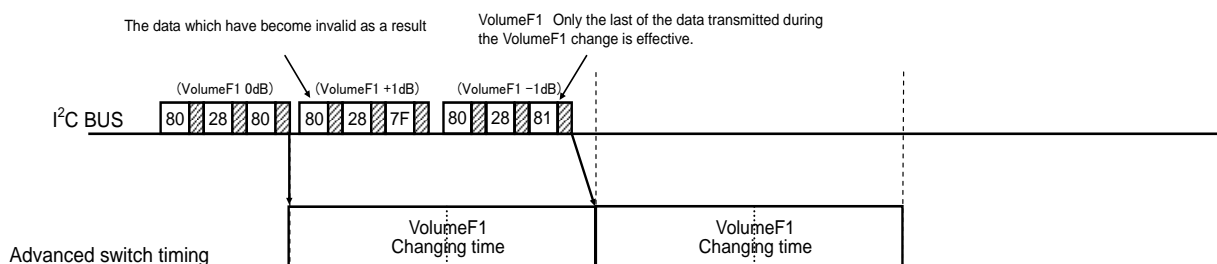 The data which have become invalid as a result
VolumeF1 Only the last of the data transmitted during
the VolumeF1 change is effective.
(VolumeF1 0dB)
(VolumeF1 +1dB)
(VolumeF1 −1dB)
I²C BUS
80 28 80
80 28 7F
80 28 81
VolumeF1
Changing time
VolumeF1
Changing time
Advanced switch timing